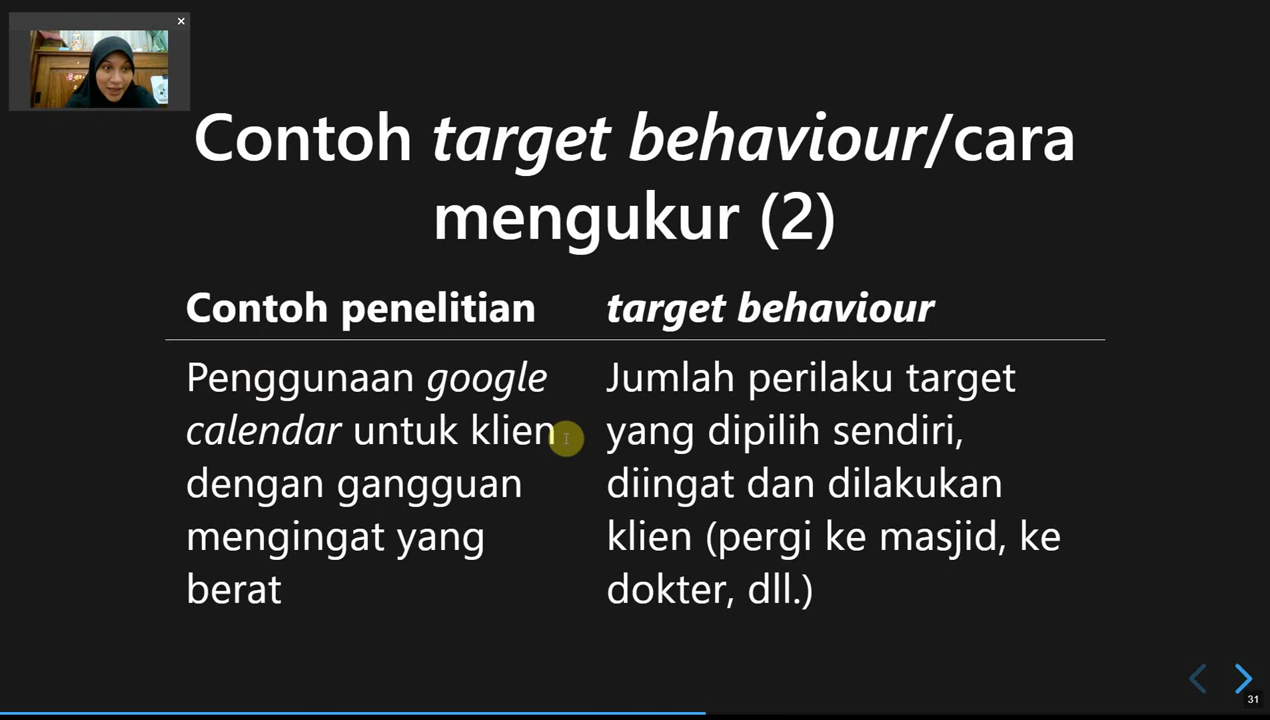 Contoh target behaviour/cara
mengukur (2)
Contoh penelitian
target behaviour
Penggunaan google
calendar untuk klien
dengan gangguan
mengingat yang
berat
Jumlah perilaku target
yang dipilih sendiri,
diingat dan dilakukan
klien (pergi ke masjid, ke
dokter, dll.)
31